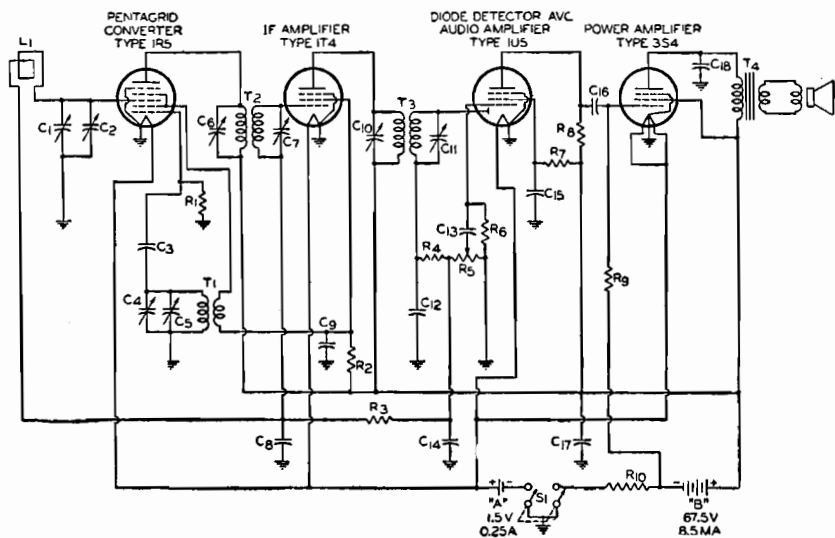 PENTAGRID
CONVERTER
TYPE 1R5
IF AMPLIFIER
TYPE 1T4
DIODE DETECTOR AVC
AUDIO AMPLIFIER
TYPE 1U5
POWER AMPLIFIER
TYPE 3S4
L1
C1
C2
C6
T2
C7
C10
T3
C11
R8
C16
C18
T4
R7
C15
R1
C3
C13
R6
R4
R5
C4
C5
T1
C9
R2
C12
R9
R3
C8
C14
C17
+ -
"A"
1.5V
0.25A
S1
R10
- +
"B"
67.5V
8.5MA